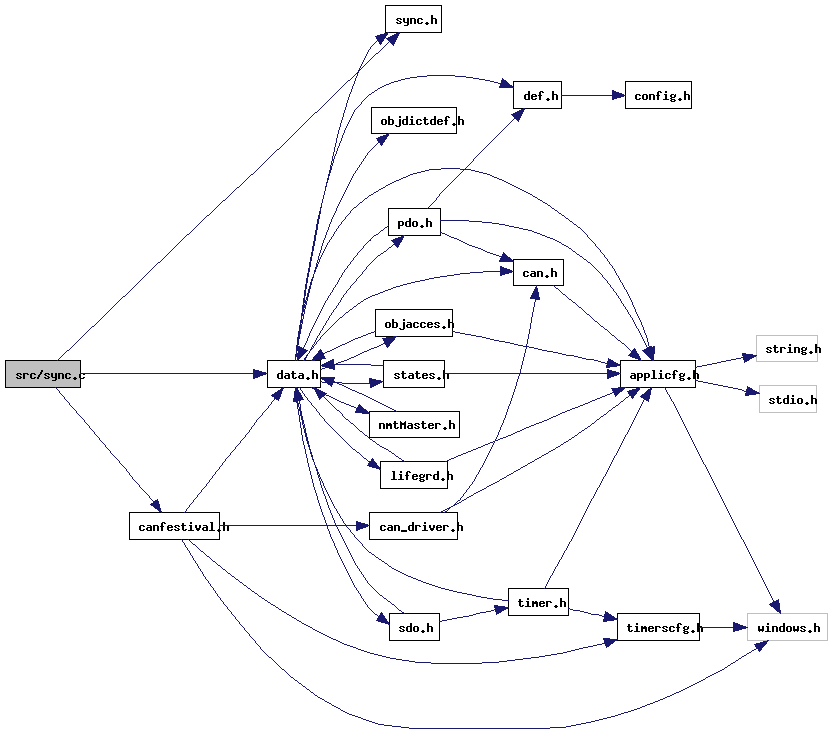 sync.h
def.h
config.h
objdictdef.h
pdo.h
can.h
objacces.h
string.h
src/sync.c
data.h
states.h
applicfg.h
stdio.h
nmtMaster.h
lifegrd.h
canfestival.h
can_driver.h
timer.h
sdo.h
timerscfg.h
windows.h